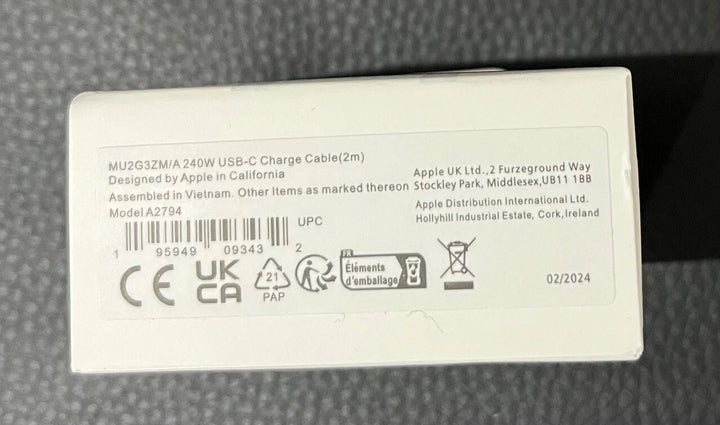 MU2G3ZM/A 240W USB-C Charge Cable(2m)
Designed by Apple in California
Assembled in Vietnam. Other Items as marked thereon
Model A2794
Apple UK Ltd.,2 Furzeground Way
Stockley Park, Middlesex,UB11 1BB
Apple Distribution International Ltd.
Hollyhill Industrial Estate, Cork,Ireland
UPC
1 95949 09343 2
CE
UK
CA
21
PAP
FR
Éléments
d'emballage
02/2024